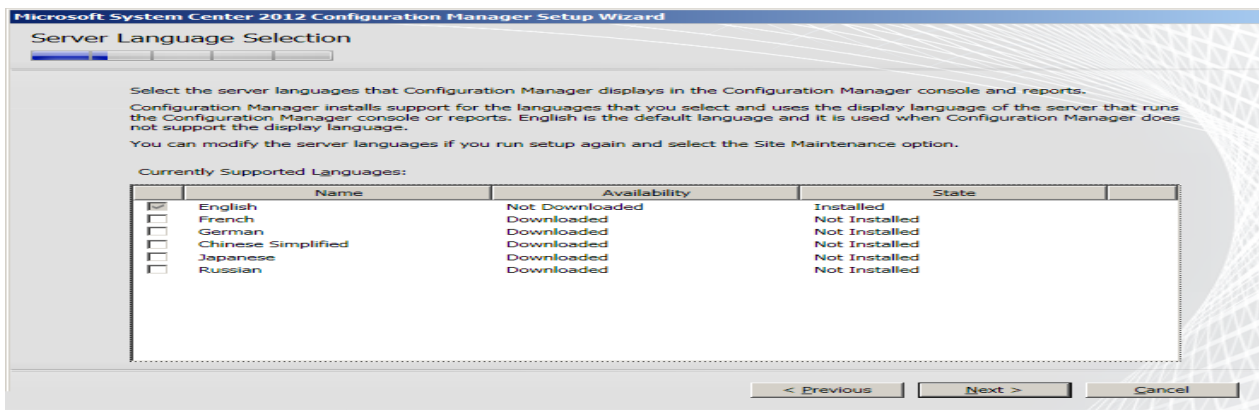 Microsoft System Center 2012 Configuration Manager Setup Wizard
Server Language Selection
Select the server languages that Configuration Manager displays in the Configuration Manager console and reports.
Configuration Manager installs support for the languages that you select and uses the display language of the server that runs
the Configuration Manager console or reports. English is the default language and it is used when Configuration Manager does
not support the display language.
You can modify the server languages if you run setup again and select the Site Maintenance option.
Currently Supported Languages:
Name Availability State
English Not Downloaded Installed
French Downloaded Not Installed
German Downloaded Not Installed
Chinese Simplified Downloaded Not Installed
Japanese Downloaded Not Installed
Russian Downloaded Not Installed
< Previous Next > Cancel